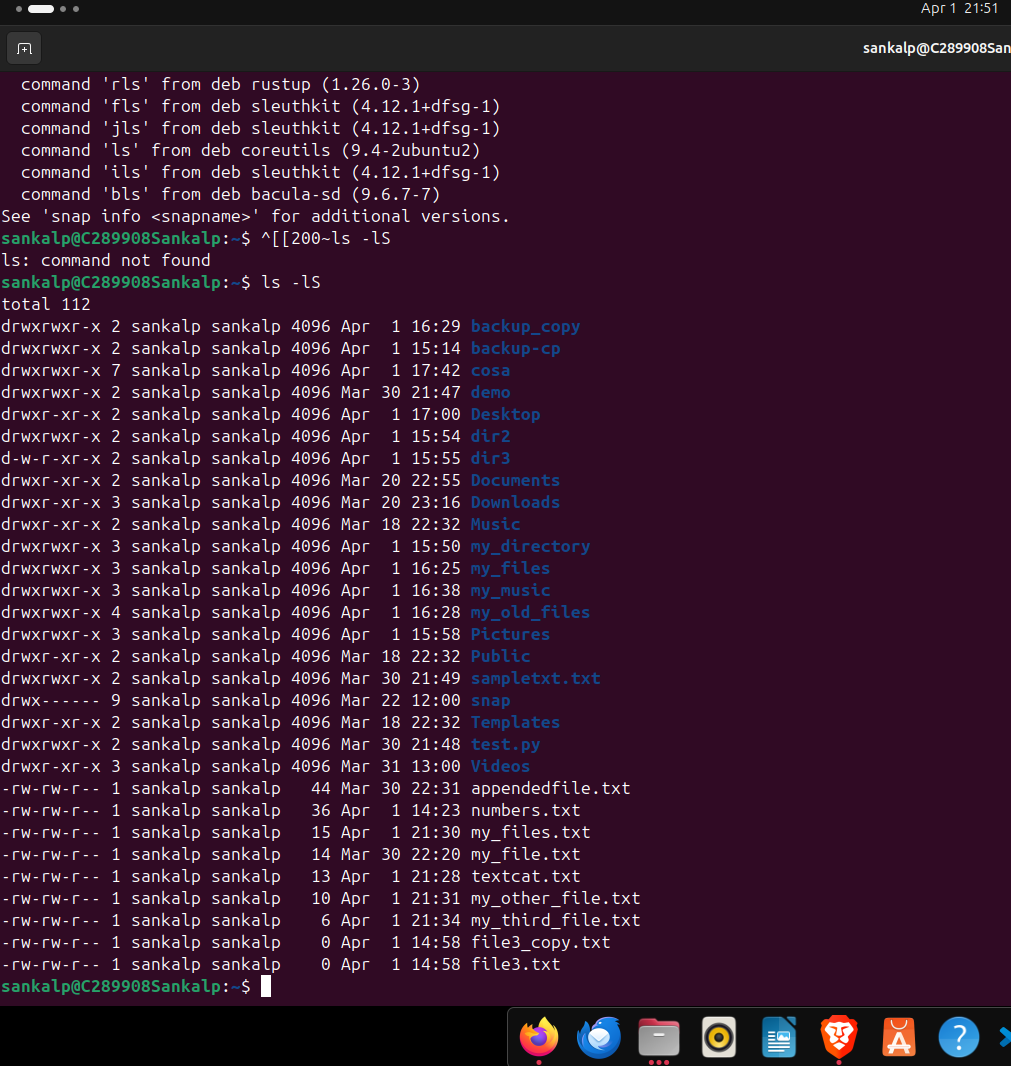 Apr 1 21:51
sankalp@C289908San
command 'rls' from deb rustup (1.26.0-3)
command 'fls' from deb sleuthkit (4.12.1+dfsg-1)
command 'jls' from deb sleuthkit (4.12.1+dfsg-1)
command 'ls' from deb coreutils (9.4-2ubuntu2)
command 'ils' from deb sleuthkit (4.12.1+dfsg-1)
command 'bls' from deb bacula-sd (9.6.7-7)
See 'snap info <snapname>' for additional versions.
sankalp@C289908Sankalp:~$ ^[[200~ls -lS
ls: command not found
sankalp@C289908Sankalp:~$ ls -lS
total 112
drwxrwxr-x 2 sankalp sankalp 4096 Apr  1 16:29 backup_copy
drwxrwxr-x 2 sankalp sankalp 4096 Apr  1 15:14 backup-cp
drwxrwxr-x 7 sankalp sankalp 4096 Apr  1 17:42 cosa
drwxrwxr-x 2 sankalp sankalp 4096 Mar 30 21:47 demo
drwxr-xr-x 2 sankalp sankalp 4096 Apr  1 17:00 Desktop
drwxrwxr-x 2 sankalp sankalp 4096 Apr  1 15:54 dir2
d-w-r-xr-x 2 sankalp sankalp 4096 Apr  1 15:55 dir3
drwxr-xr-x 2 sankalp sankalp 4096 Mar 20 22:55 Documents
drwxr-xr-x 3 sankalp sankalp 4096 Mar 20 23:16 Downloads
drwxr-xr-x 2 sankalp sankalp 4096 Mar 18 22:32 Music
drwxrwxr-x 3 sankalp sankalp 4096 Apr  1 15:50 my_directory
drwxrwxr-x 3 sankalp sankalp 4096 Apr  1 16:25 my_files
drwxrwxr-x 3 sankalp sankalp 4096 Apr  1 16:38 my_music
drwxrwxr-x 4 sankalp sankalp 4096 Apr  1 16:28 my_old_files
drwxrwxr-x 3 sankalp sankalp 4096 Apr  1 15:58 Pictures
drwxr-xr-x 2 sankalp sankalp 4096 Mar 18 22:32 Public
drwxrwxr-x 2 sankalp sankalp 4096 Mar 30 21:49 sampletxt.txt
drwx------ 9 sankalp sankalp 4096 Mar 22 12:00 snap
drwxr-xr-x 2 sankalp sankalp 4096 Mar 18 22:32 Templates
drwxrwxr-x 2 sankalp sankalp 4096 Mar 30 21:48 test.py
drwxr-xr-x 3 sankalp sankalp 4096 Mar 31 13:00 Videos
-rw-rw-r-- 1 sankalp sankalp   44 Mar 30 22:31 appendedfile.txt
-rw-rw-r-- 1 sankalp sankalp   36 Apr  1 14:23 numbers.txt
-rw-rw-r-- 1 sankalp sankalp   15 Apr  1 21:30 my_files.txt
-rw-rw-r-- 1 sankalp sankalp   14 Mar 30 22:20 my_file.txt
-rw-rw-r-- 1 sankalp sankalp   13 Apr  1 21:28 textcat.txt
-rw-rw-r-- 1 sankalp sankalp   10 Apr  1 21:31 my_other_file.txt
-rw-rw-r-- 1 sankalp sankalp    6 Apr  1 21:34 my_third_file.txt
-rw-rw-r-- 1 sankalp sankalp    0 Apr  1 14:58 file3_copy.txt
-rw-rw-r-- 1 sankalp sankalp    0 Apr  1 14:58 file3.txt
sankalp@C289908Sankalp:~$